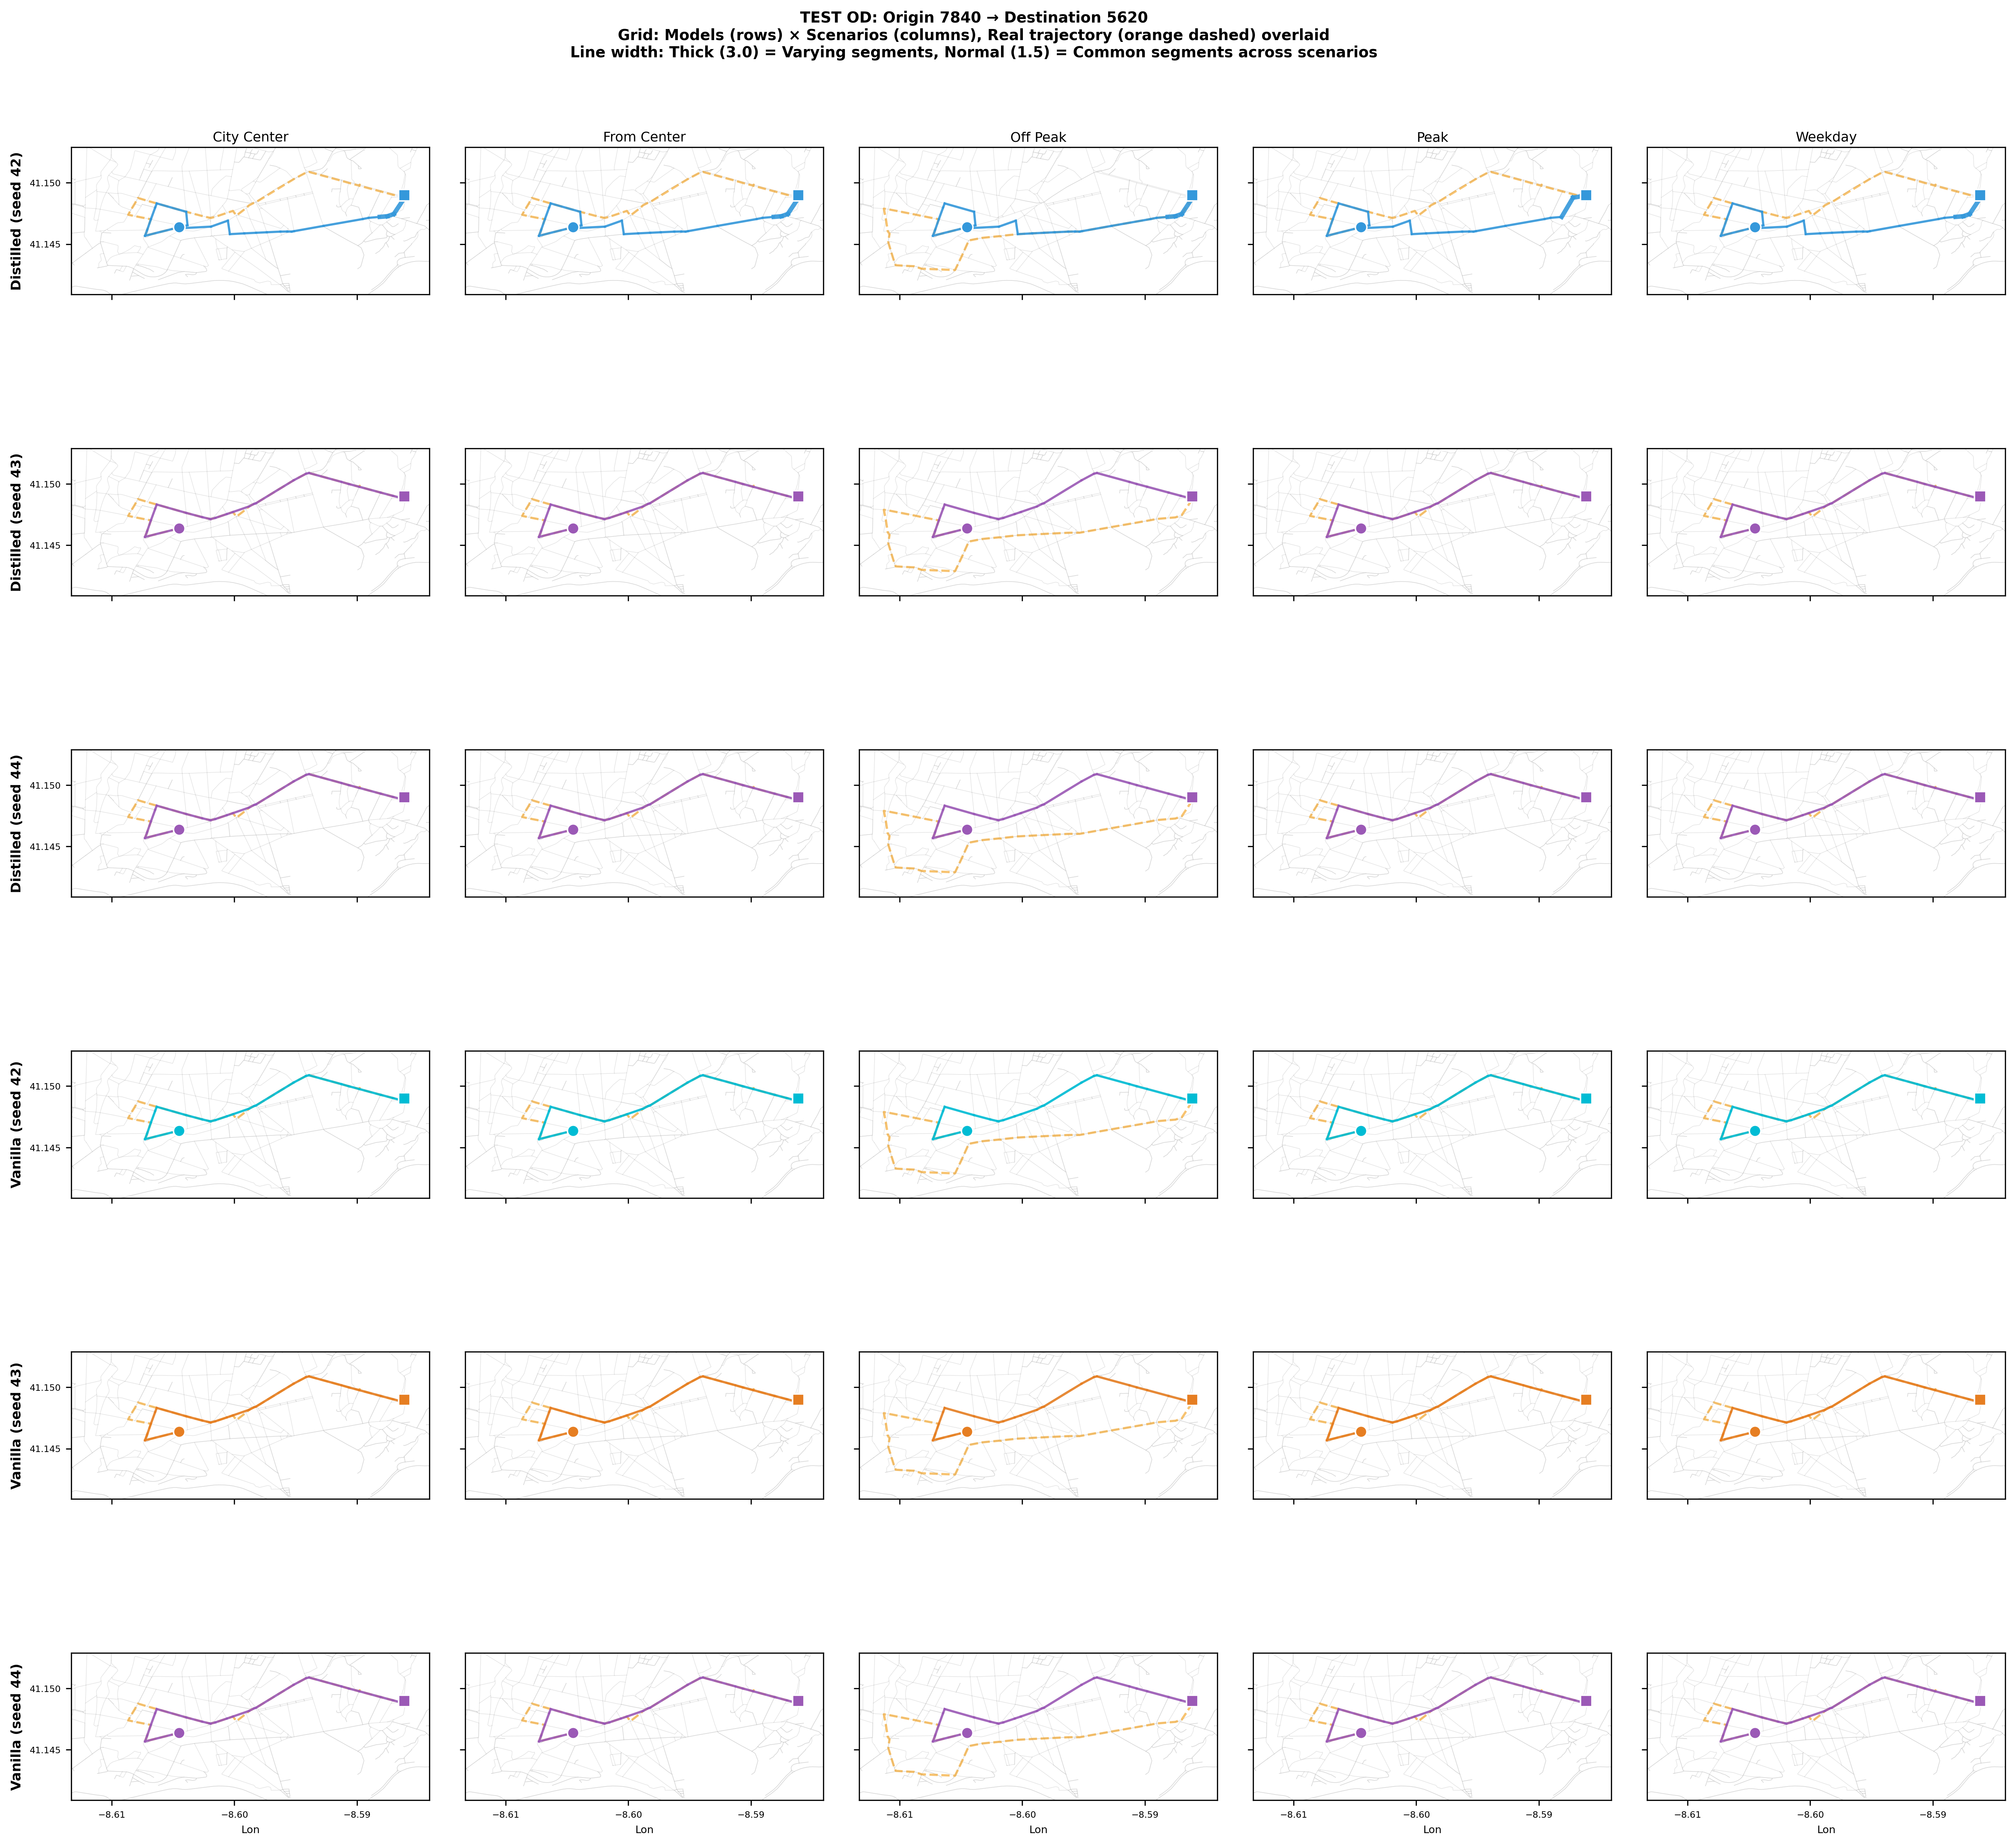 TEST OD: Origin 7840 → Destination 5620
Grid: Models (rows) × Scenarios (columns), Real trajectory (orange dashed) overlaid
Line width: Thick (3.0) = Varying segments, Normal (1.5) = Common segments across scenarios
City Center From Center Off Peak Peak Weekday
Distilled (seed 42)
41.150
41.145
Distilled (seed 43)
41.150
41.145
Distilled (seed 44)
41.150
41.145
Vanilla (seed 42)
41.150
41.145
Vanilla (seed 43)
41.150
41.145
Vanilla (seed 44)
41.150
41.145
−8.61 −8.60 −8.59 −8.61 −8.60 −8.59 −8.61 −8.60 −8.59 −8.61 −8.60 −8.59 −8.61 −8.60 −8.59
Lon Lon Lon Lon Lon